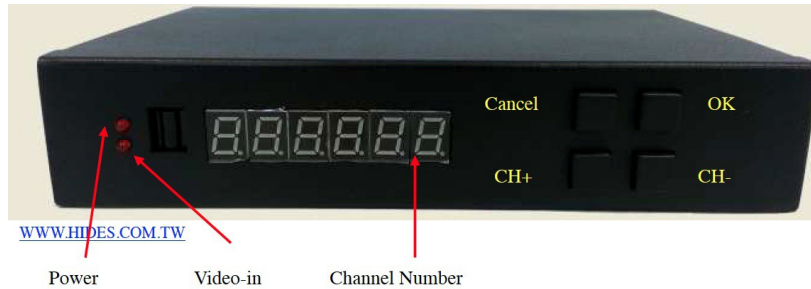 Cancel OK
CH+ CH-
WWW.HIDES.COM.TW
Power Video-in Channel Number